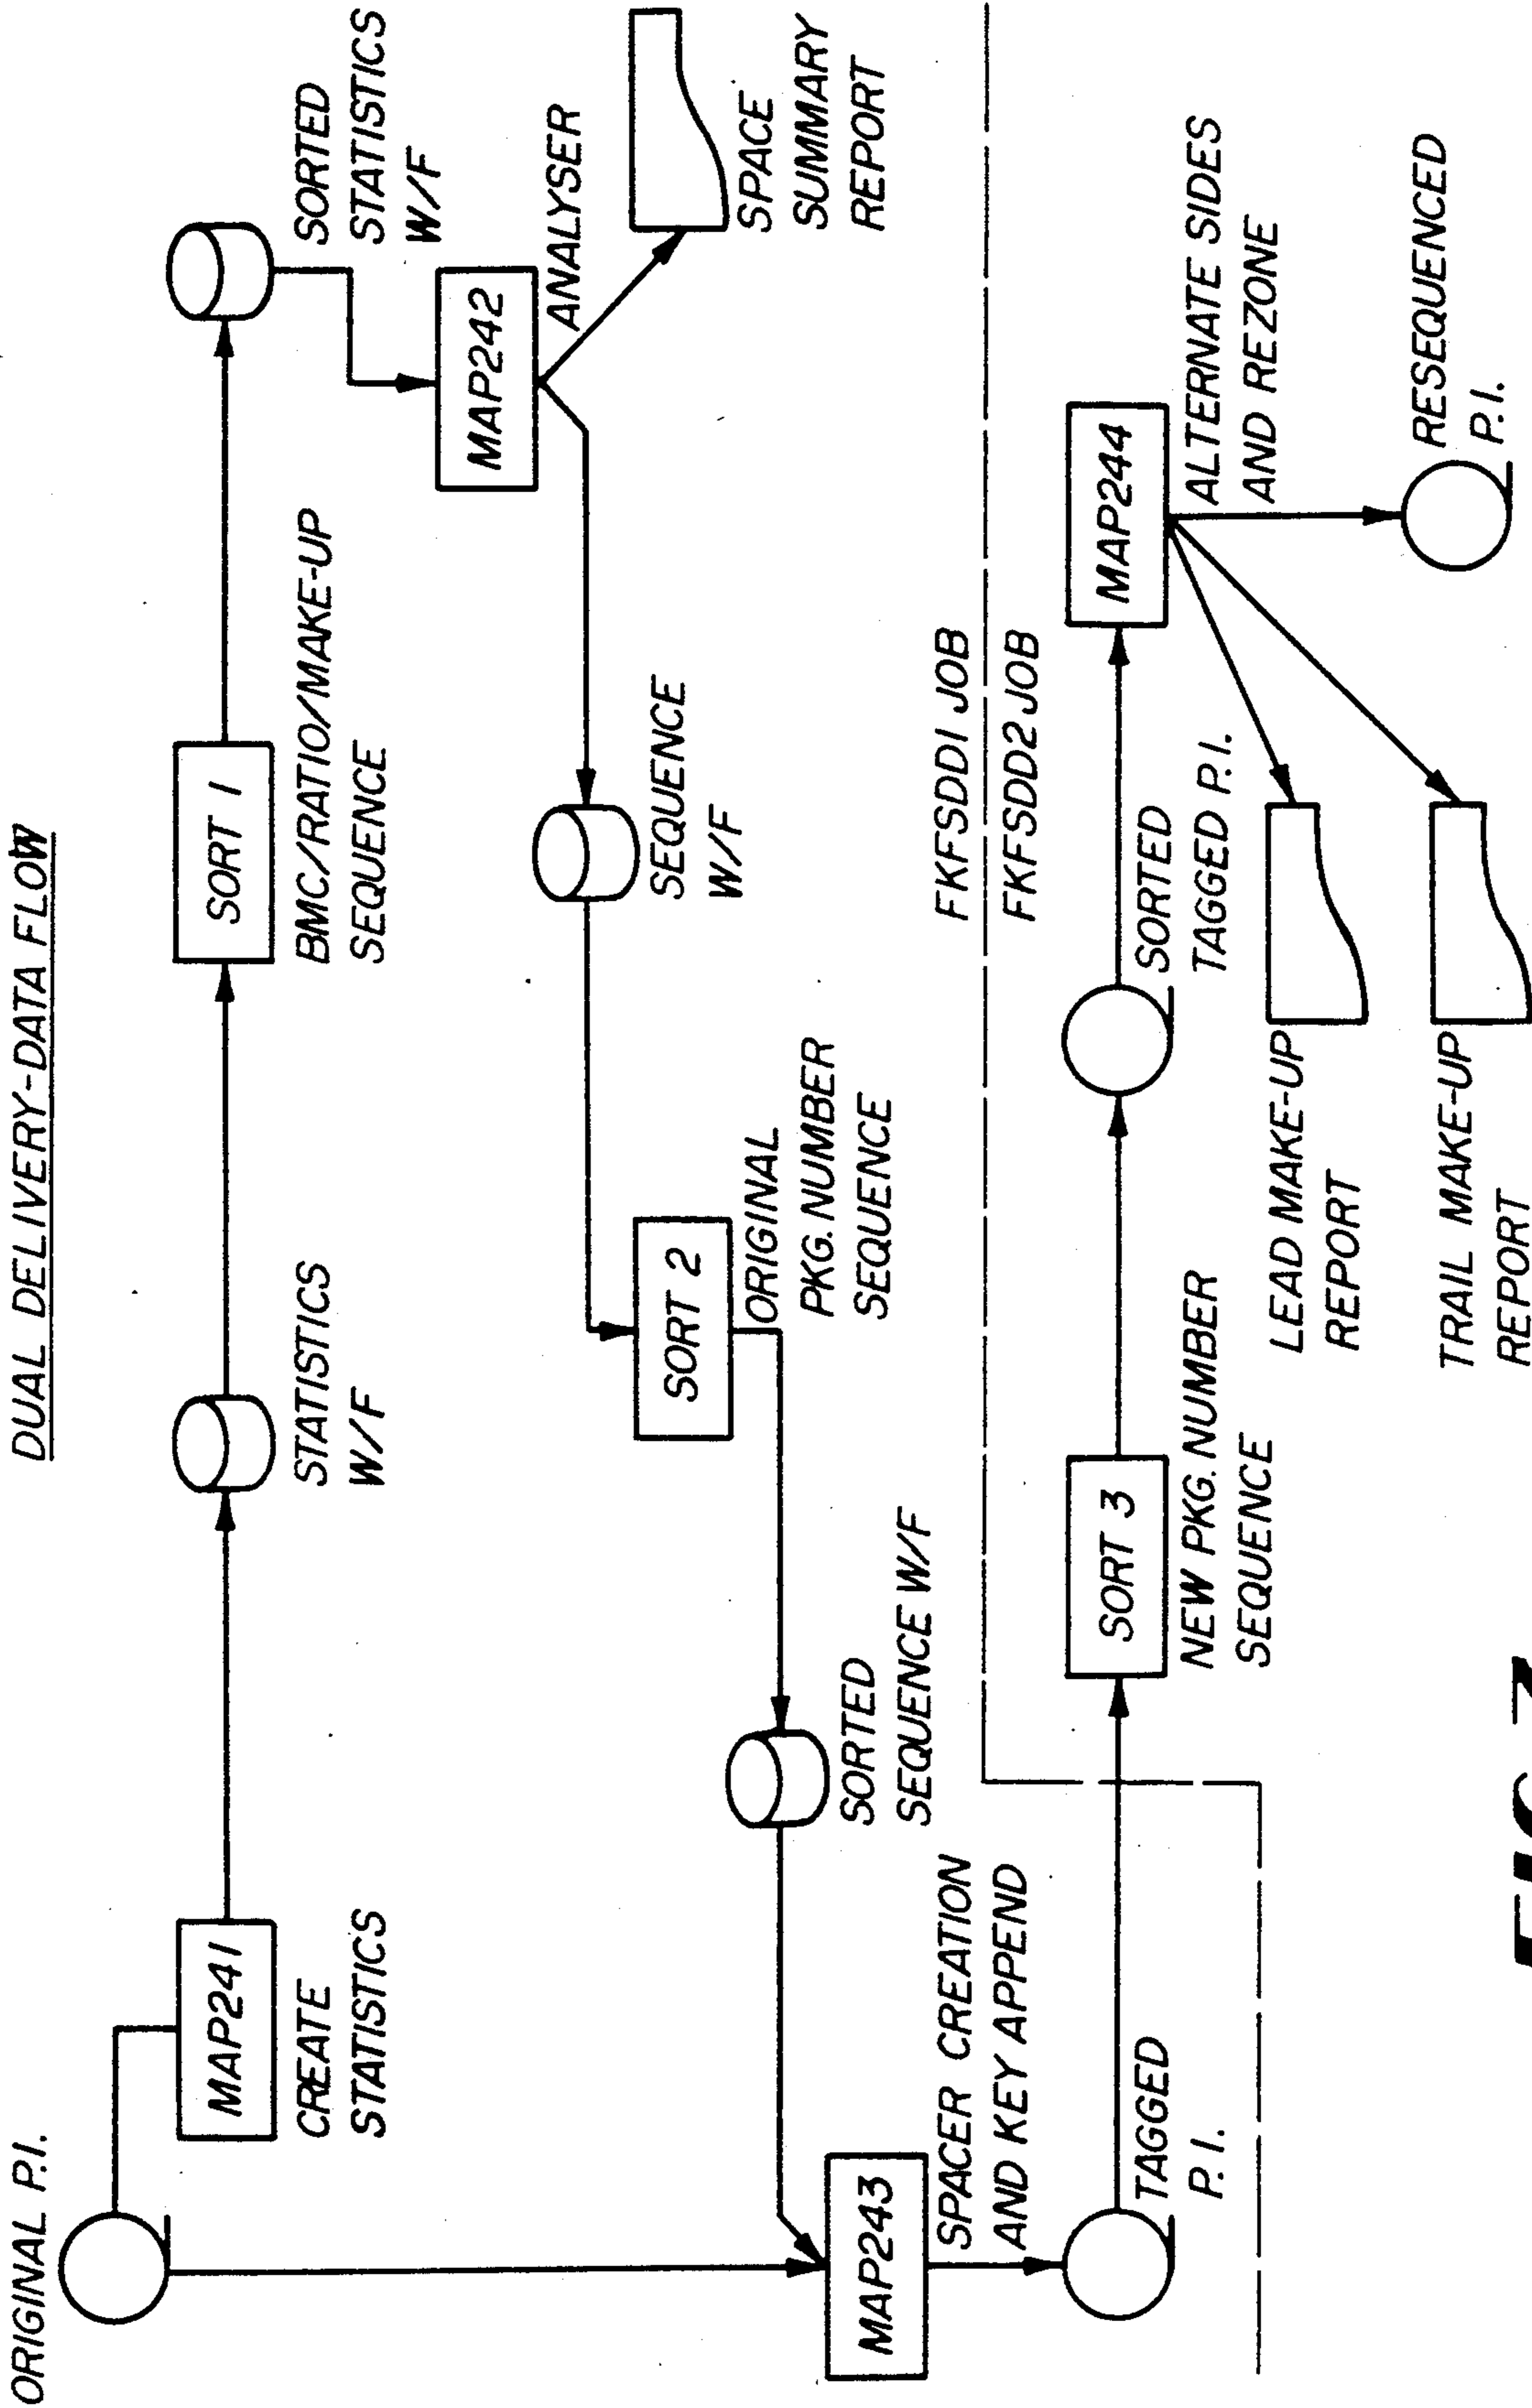 DUAL DELIVERY-DATA FLOW
ORIGINAL P.I.
MAP241
CREATE
STATISTICS
STATISTICS
W/F
SORT 1
BMC/RATIO/MAKE-UP
SEQUENCE
SORTED
STATISTICS
W/F
MAP242
ANALYSER
SPACE
SUMMARY
REPORT
SEQUENCE
W/F
SORT 2
ORIGINAL
PKG. NUMBER
SEQUENCE
SORTED
SEQUENCE W/F
MAP243
SPACER CREATION
AND KEY APPEND
TAGGED
P.I.
FKFSDD1 JOB
FKFSDD2 JOB
SORT 3
NEW PKG. NUMBER
SEQUENCE
SORTED
TAGGED P.I.
MAP244
ALTERNATE SIDES
AND REZONE
RESEQUENCED
P.I.
LEAD MAKE-UP
REPORT
TRAIL MAKE-UP
REPORT